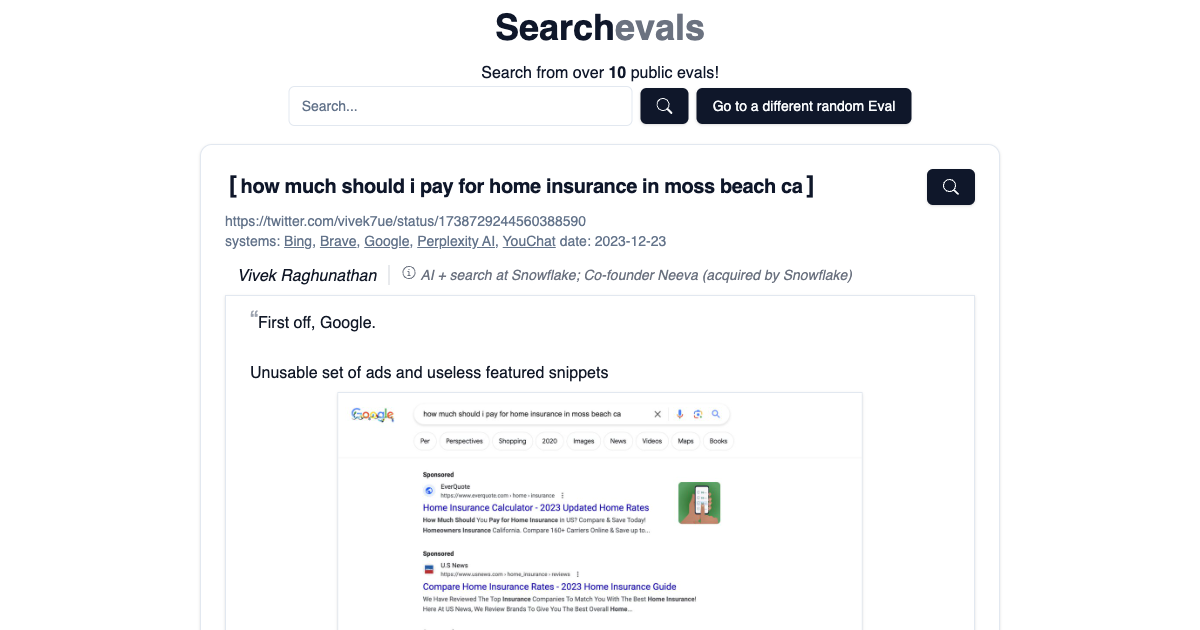 Searchevals
Search from over 10 public evals!
Search...
Go to a different random Eval
[ how much should i pay for home insurance in moss beach ca ]
https://twitter.com/vivek7ue/status/1738729244560388590
systems: Bing, Brave, Google, Perplexity AI, YouChat date: 2023-12-23
Vivek Raghunathan
AI + search at Snowflake; Co-founder Neeva (acquired by Snowflake)
“First off, Google.
Unusable set of ads and useless featured snippets
Google
how much should i pay for home insurance in moss beach ca
Per Perspectives Shopping 2020 Images News Videos Maps Books
Sponsored
EverQuote
https://www.everquote.com › home › insurance
Home Insurance Calculator - 2023 Updated Home Rates
How Much Should You Pay for Home Insurance in US? Compare & Save Today!
Homeowners Insurance California. Compare 160+ Carriers Online & Save up to...
Sponsored
U.S News
https://www.usnews.com › home_insurance › reviews
Compare Home Insurance Rates - 2023 Home Insurance Guide
We Have Reviewed The Top Insurance Companies To Match You With The Best Home Insurance!
Here At US News, We Review Brands To Give You The Best Overall Home...